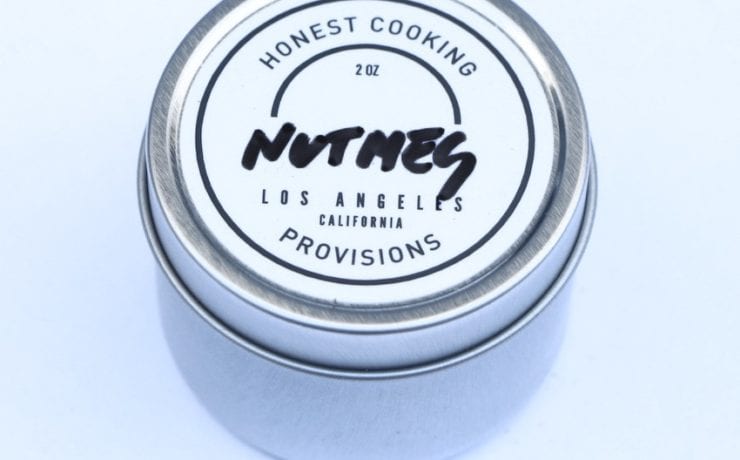 HONEST COOKING
2 OZ
NUTMEG
LOS ANGELES
CALIFORNIA
PROVISIONS